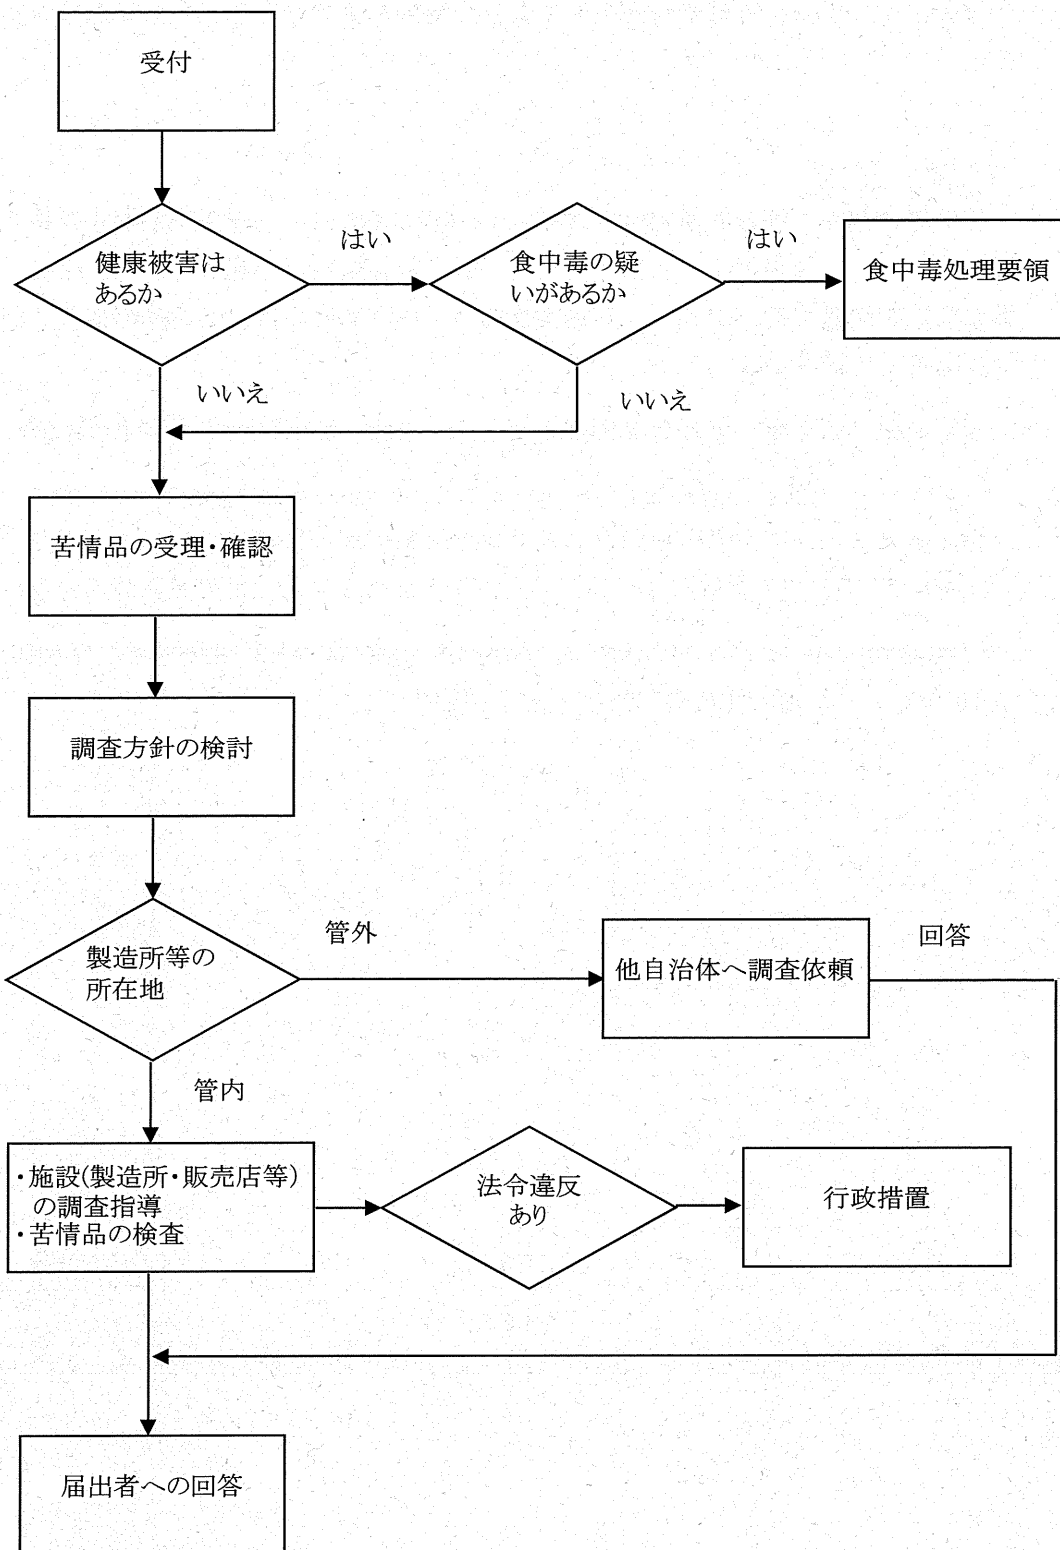 受付
健康被害は
あるか
はい
食中毒の疑
いがあるか
はい
食中毒処理要領
いいえ
いいえ
苦情品の受理・確認
調査方針の検討
製造所等の
所在地
管外
他自治体へ調査依頼
回答
管内
・施設(製造所・販売店等)
の調査指導
・苦情品の検査
法令違反
あり
行政措置
届出者への回答